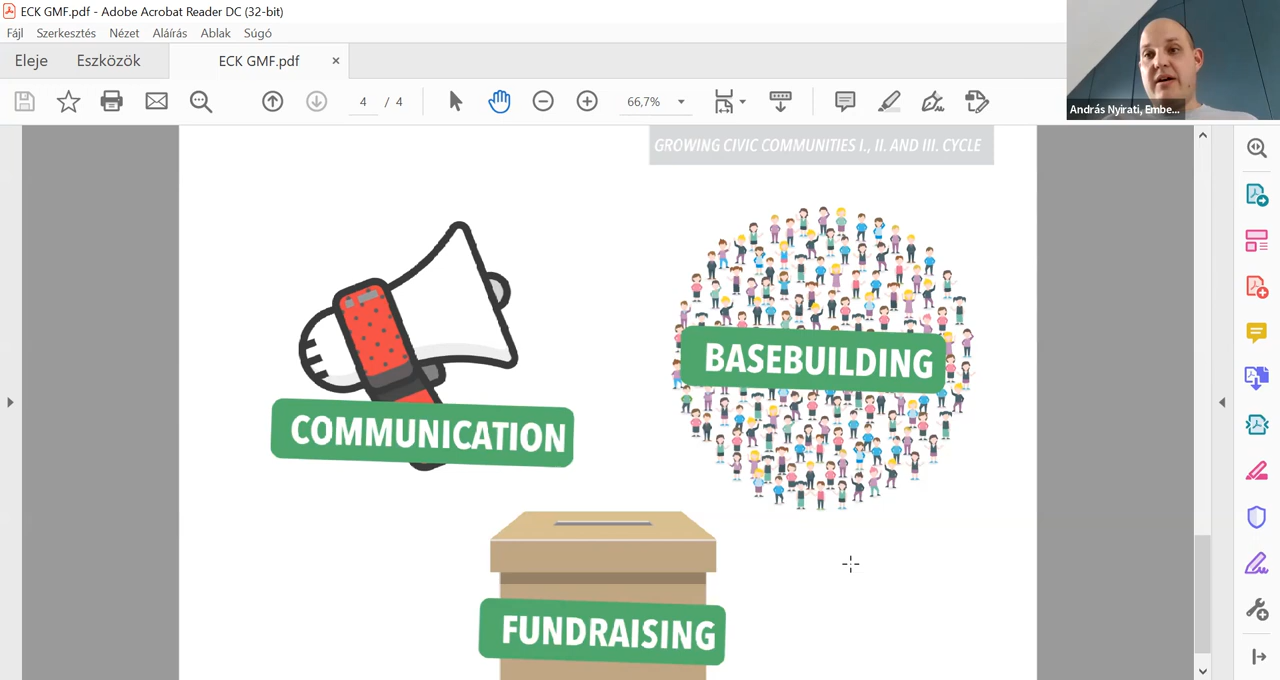 ECK GMF.pdf - Adobe Acrobat Reader DC (32-bit)
Fájl Szerkesztés Nézet Aláírás Ablak Súgó
Eleje Eszközök ECK GMF.pdf ×
4 / 4 66,7%
András Nyirati, Embe...
GROWING CIVIC COMMUNITIES I., II. AND III. CYCLE
BASEBUILDING
COMMUNICATION
FUNDRAISING